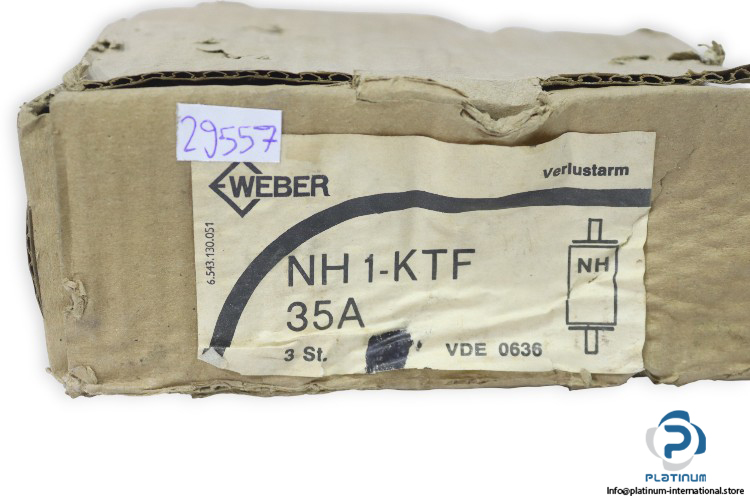 29557
WEBER
verlustarm
6.543.130.051
NH 1-KTF
35A
NH
3 St.
VDE 0636
PLATINUM
Info@platinum-international.store